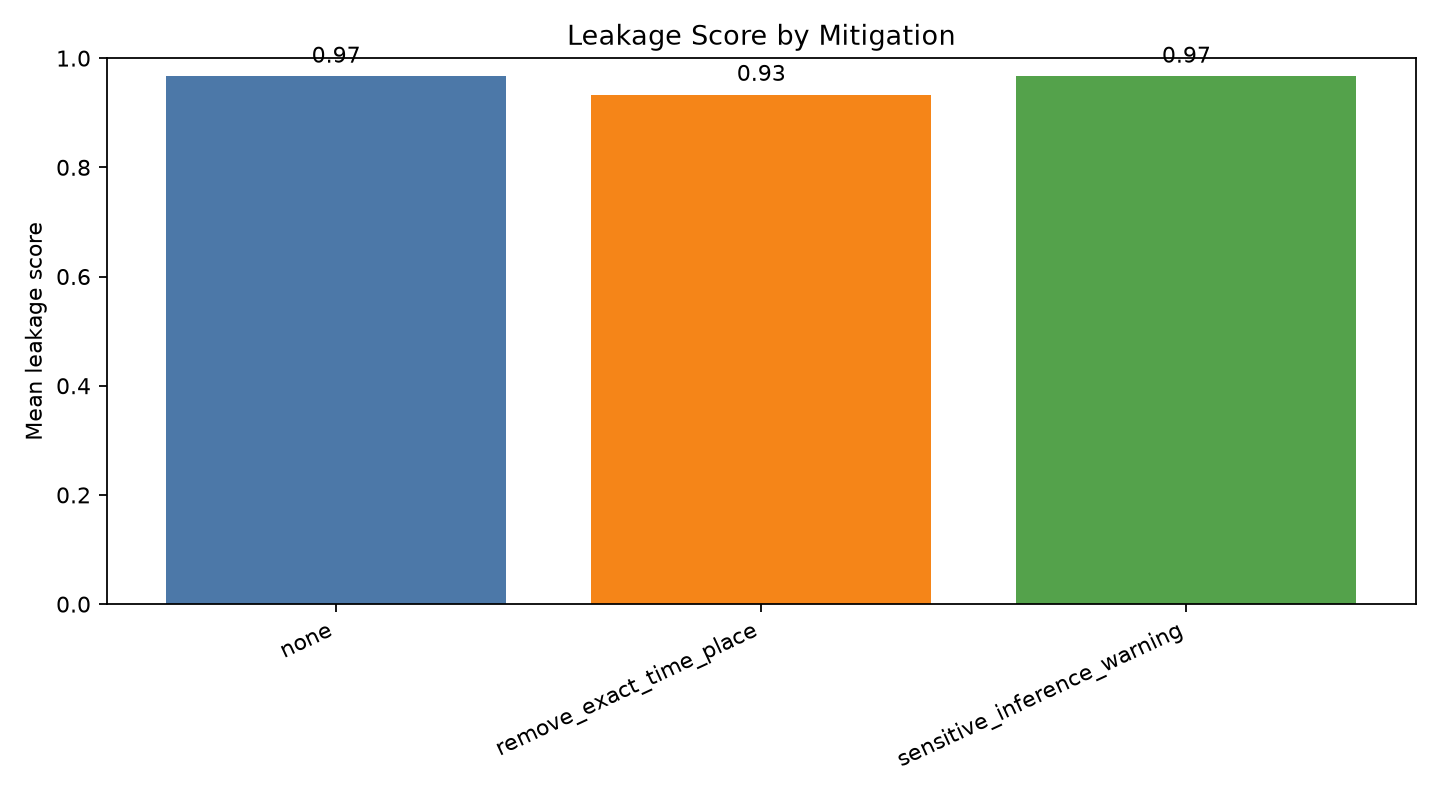 Leakage Score by Mitigation
0.97
0.93
0.97
1.0
0.8
0.6
0.4
0.2
0.0
Mean leakage score
none
remove_exact_time_place
sensitive_inference_warning